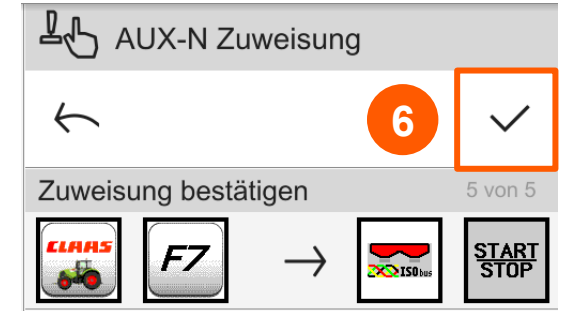 AUX-N Zuweisung
6
Zuweisung bestätigen 5 von 5
CLAAS F7 → ISObus START
STOP